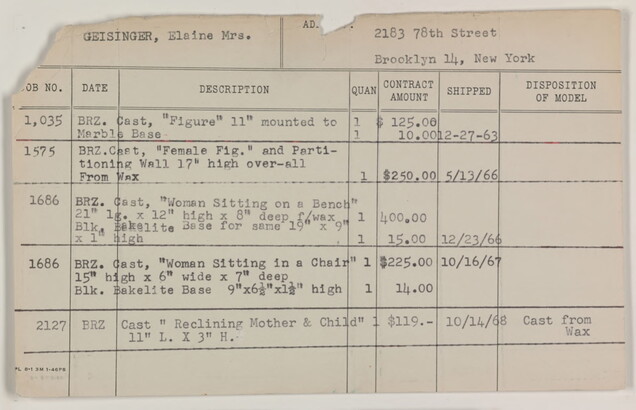 GEISINGER, Elaine Mrs.
AD
2183 78th Street
Brooklyn 14, New York
OB NO. DATE DESCRIPTION QUAN CONTRACT AMOUNT SHIPPED DISPOSITION OF MODEL
1,035 BRZ. Cast, "Figure" 11" mounted to 1 $ 125.00
Marble Base 1 10.00 12-27-63
1575 BRZ. Cast, "Female Fig." and Parti-
tioning Wall 17" high over-all
From Wax 1 $250.00 5/13/66
1686 BRZ. Cast, "Woman Sitting on a Bench"
21" lg. x 12" high x 8" deep f/wax 1 400.00
Blk. Bakelite Base for same 19" x 9"
x 1" high 1 15.00 12/23/66
1686 BRZ. Cast, "Woman Sitting in a Chair" 1 $225.00 10/16/67
15" high x 6" wide x 7" deep
Blk. Bakelite Base 9"x6½"x1½" high 1 14.00
2127 BRZ Cast " Reclining Mother & Child" 1 $119.- 10/14/68 Cast from
11" L. X 3" H. Wax